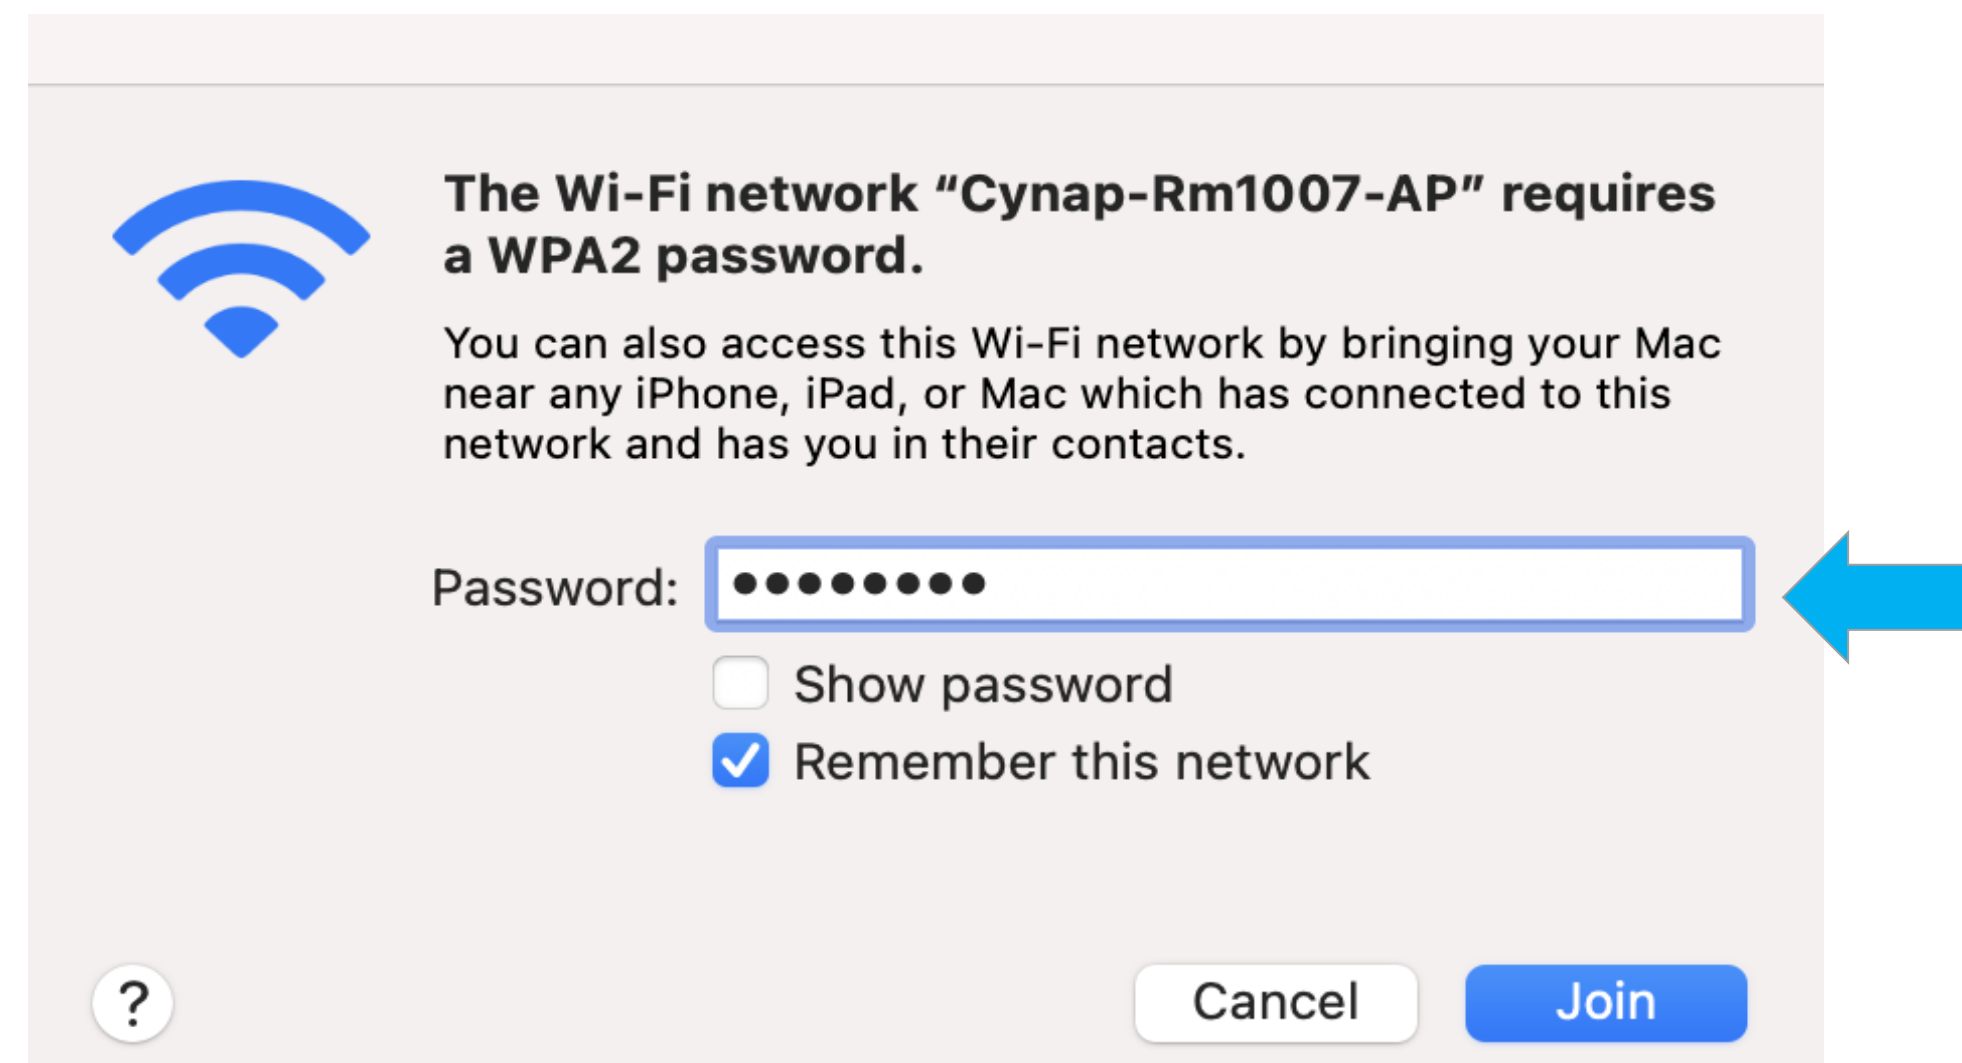 The Wi-Fi network “Cynap-Rm1007-AP” requires
a WPA2 password.
You can also access this Wi-Fi network by bringing your Mac
near any iPhone, iPad, or Mac which has connected to this
network and has you in their contacts.
Password: ••••••••
Show password
Remember this network
? Cancel Join